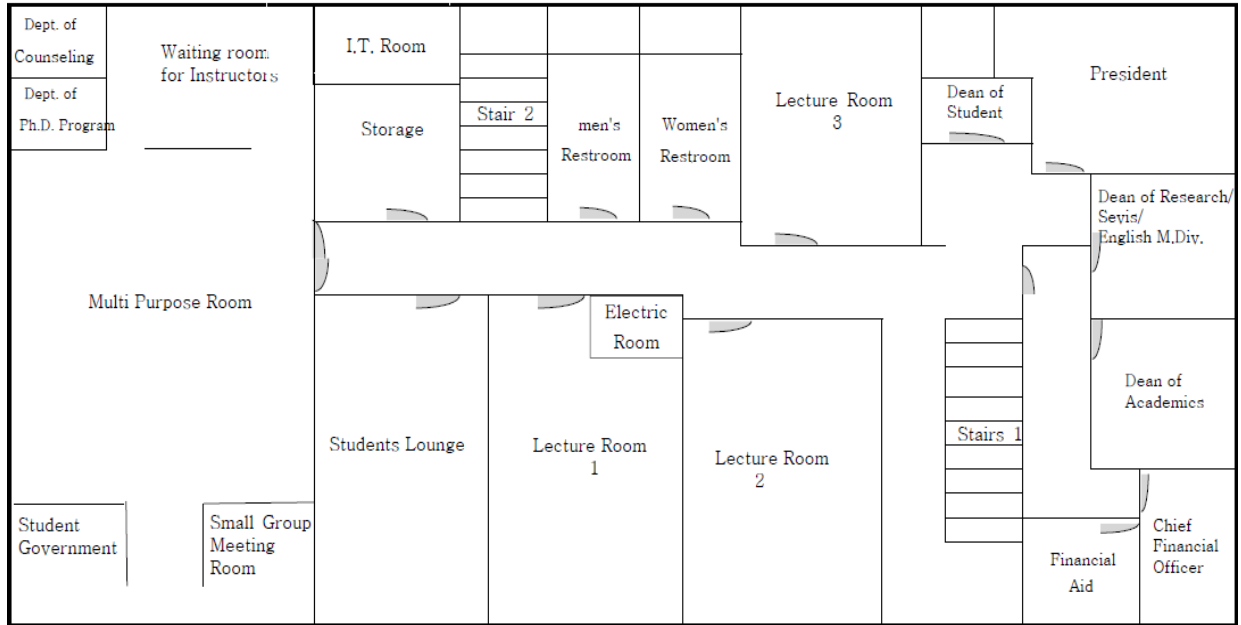 Dept. of
Counseling
Dept. of
Ph.D. Program
Waiting room
for Instructors
I.T. Room
Storage
Stair 2
men's
Restroom
Women's
Restroom
Lecture Room
3
Dean of
Student
President
Dean of Research/
Sevis/
English M.Div.
Multi Purpose Room
Electric
Room
Students Lounge
Lecture Room
1
Lecture Room
2
Stairs 1
Dean of
Academics
Student
Government
Small Group
Meeting
Room
Financial
Aid
Chief
Financial
Officer